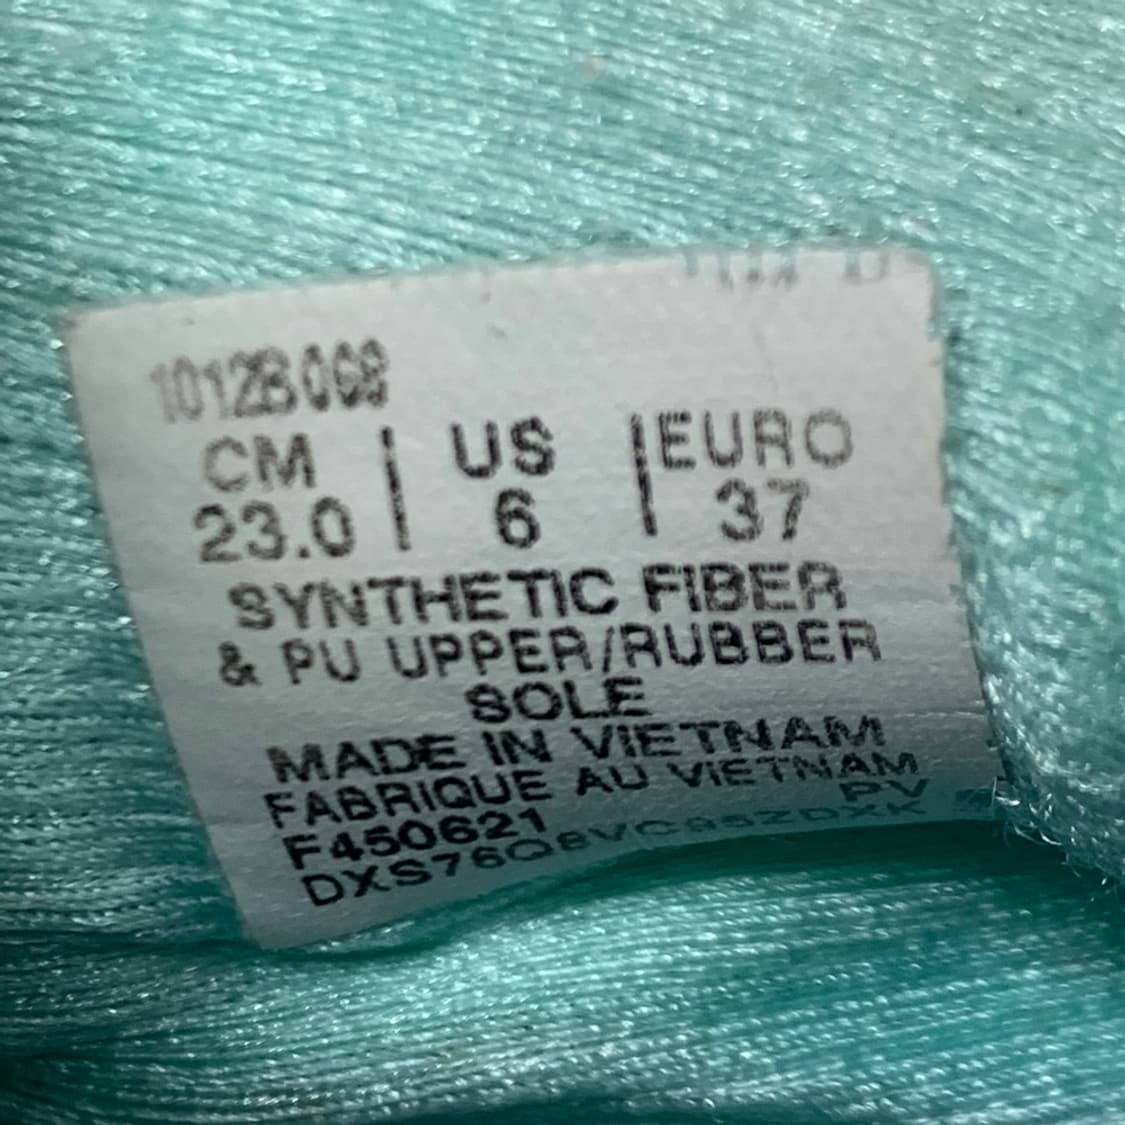 1012B068
CM | US | EURO
23.0 | 6 | 37
SYNTHETIC FIBER
& PU UPPER/RUBBER
SOLE
MADE IN VIETNAM
FABRIQUE AU VIETNAM
F450621 PV